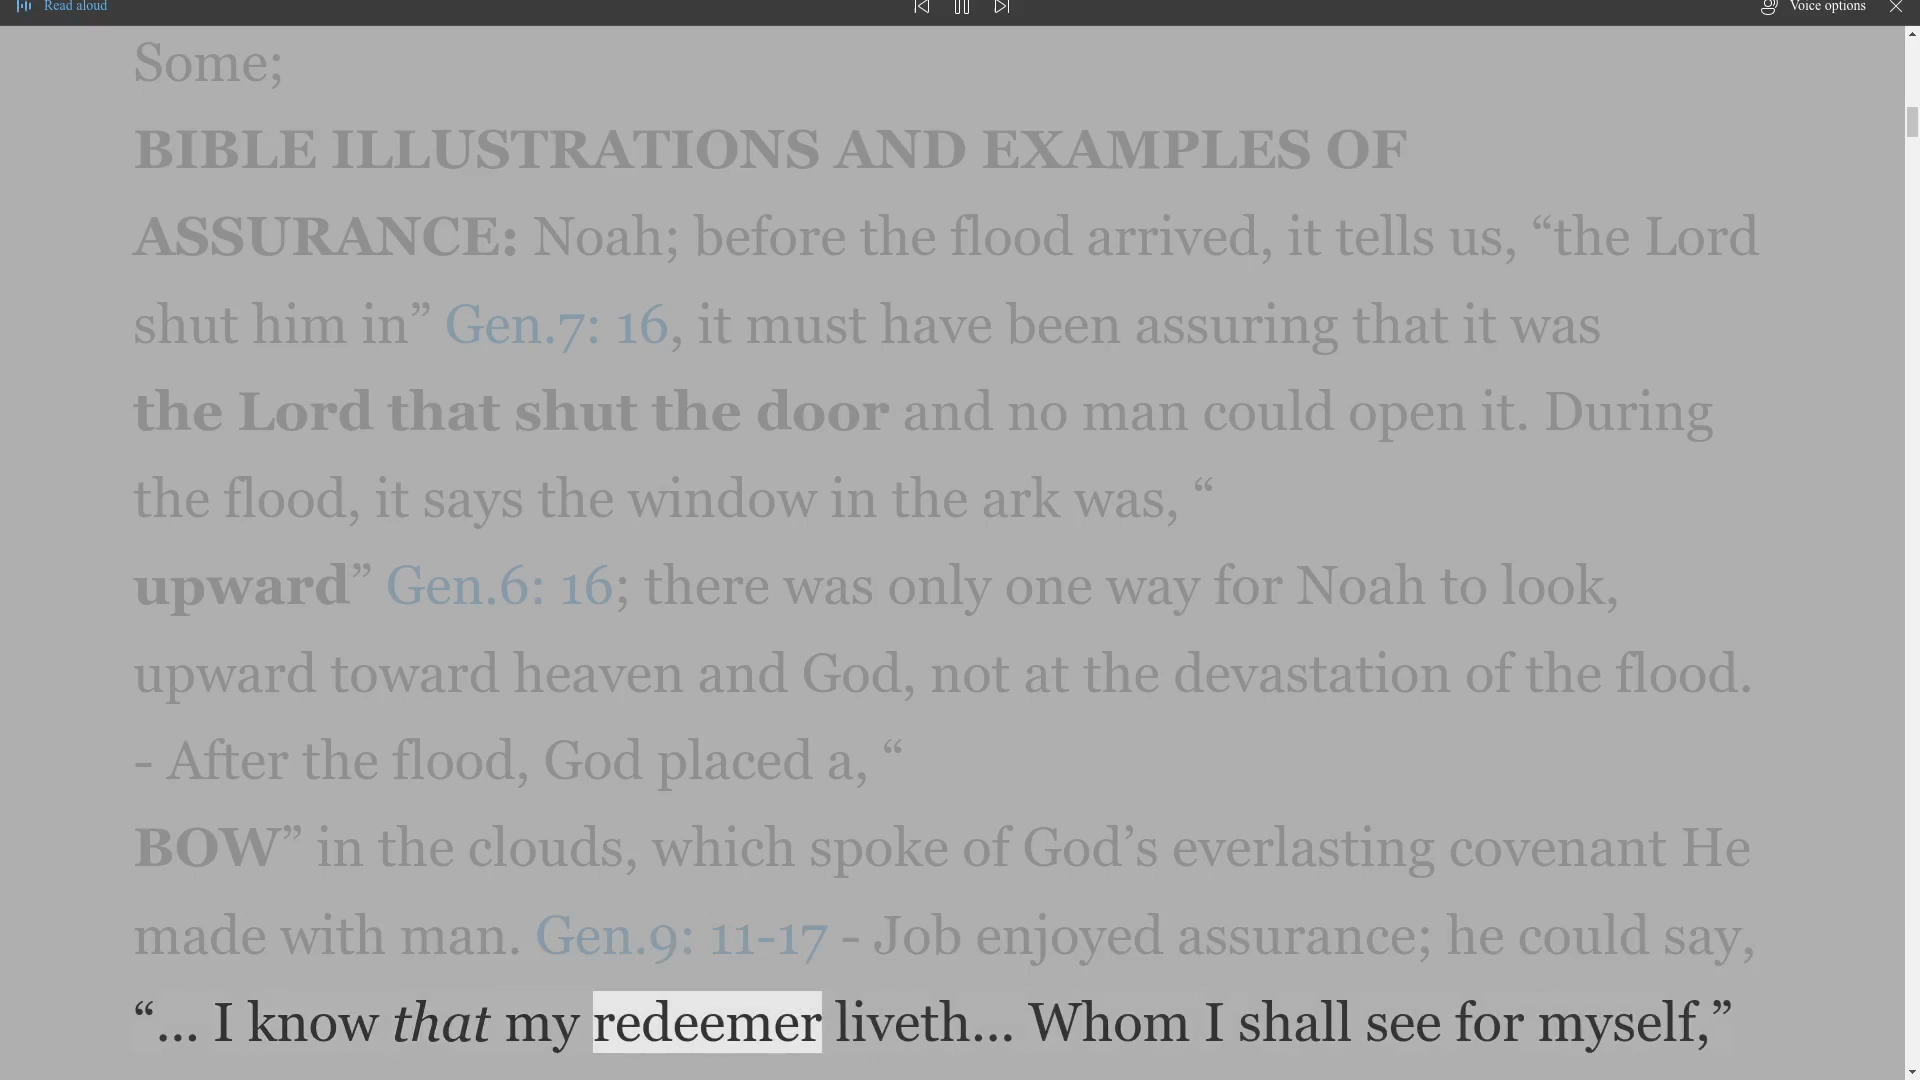 Read aloud
Voice options
Some;
BIBLE ILLUSTRATIONS AND EXAMPLES OF
ASSURANCE: Noah; before the flood arrived, it tells us, “the Lord
shut him in” Gen.7: 16, it must have been assuring that it was
the Lord that shut the door and no man could open it. During
the flood, it says the window in the ark was, “
upward” Gen.6: 16; there was only one way for Noah to look,
upward toward heaven and God, not at the devastation of the flood.
- After the flood, God placed a, “
BOW” in the clouds, which spoke of God’s everlasting covenant He
made with man. Gen.9: 11-17 - Job enjoyed assurance; he could say,
“... I know that my redeemer liveth... Whom I shall see for myself,”